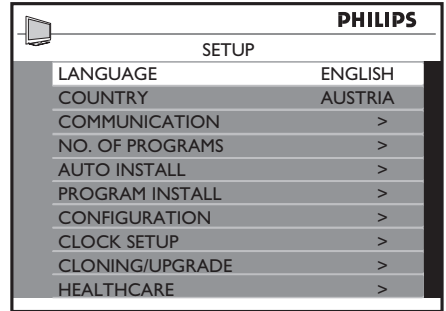 PHILIPS
SETUP
LANGUAGE ENGLISH
COUNTRY AUSTRIA
COMMUNICATION >
NO. OF PROGRAMS >
AUTO INSTALL >
PROGRAM INSTALL >
CONFIGURATION >
CLOCK SETUP >
CLONING/UPGRADE >
HEALTHCARE >